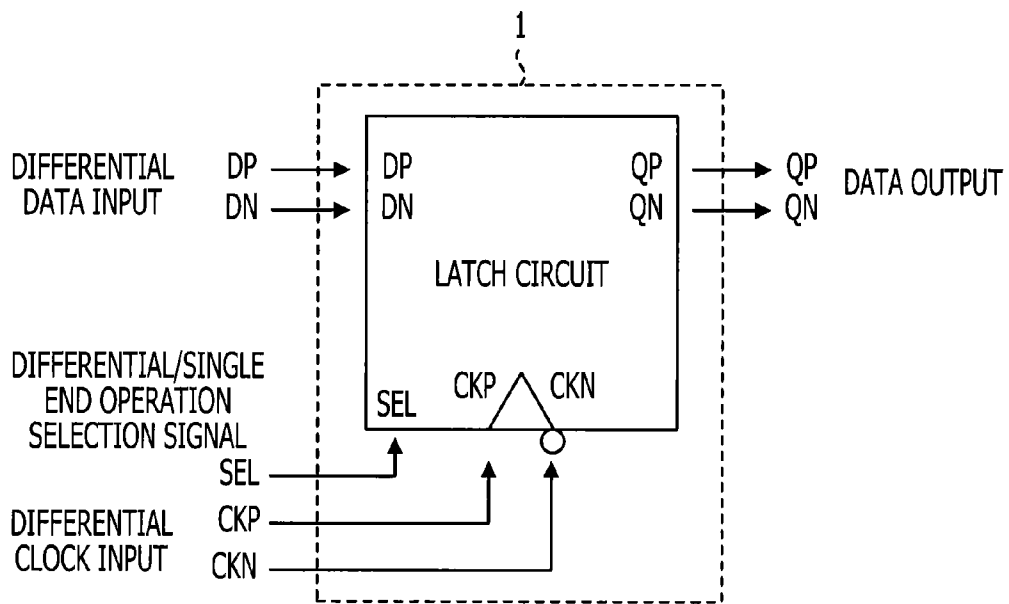 1
DIFFERENTIAL
DATA INPUT
DP
DN
DP
DN
QP
QN
QP
QN
DATA OUTPUT
LATCH CIRCUIT
DIFFERENTIAL/SINGLE
END OPERATION
SELECTION SIGNAL
SEL
SEL
CKP
CKN
DIFFERENTIAL
CLOCK INPUT
CKP
CKN